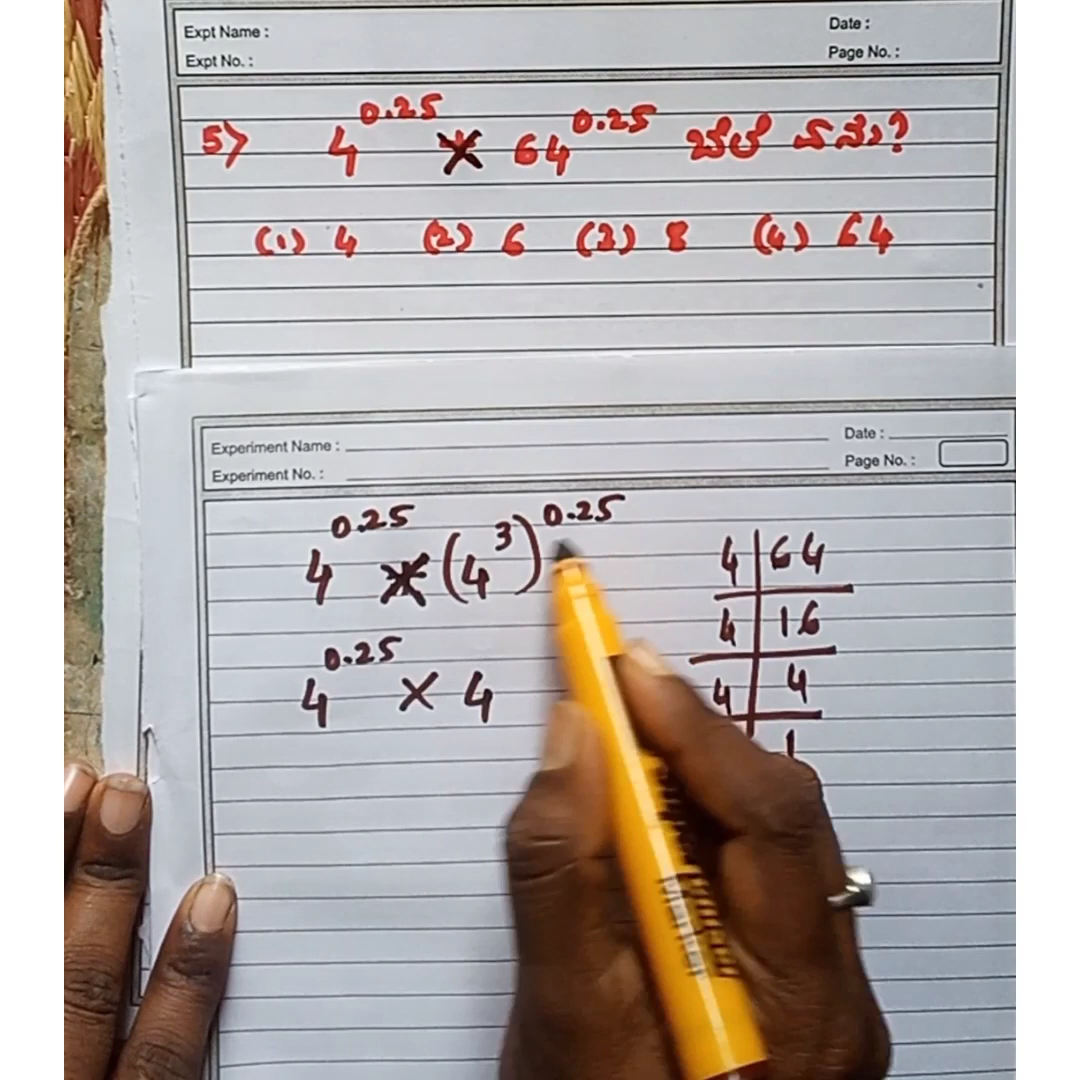 Expt Name :
Date :
Expt No. :
Page No. :
5) 4^0.25 × 64^0.25 ಬೆಲೆ ಏನು?
(1) 4 (2) 6 (3) 8 (4) 64
Experiment Name :
Date :
Experiment No. :
Page No. :
4^0.25 × (4^3)^0.25
4^0.25 × 4
4 | 64
4 | 16
4 | 4
1